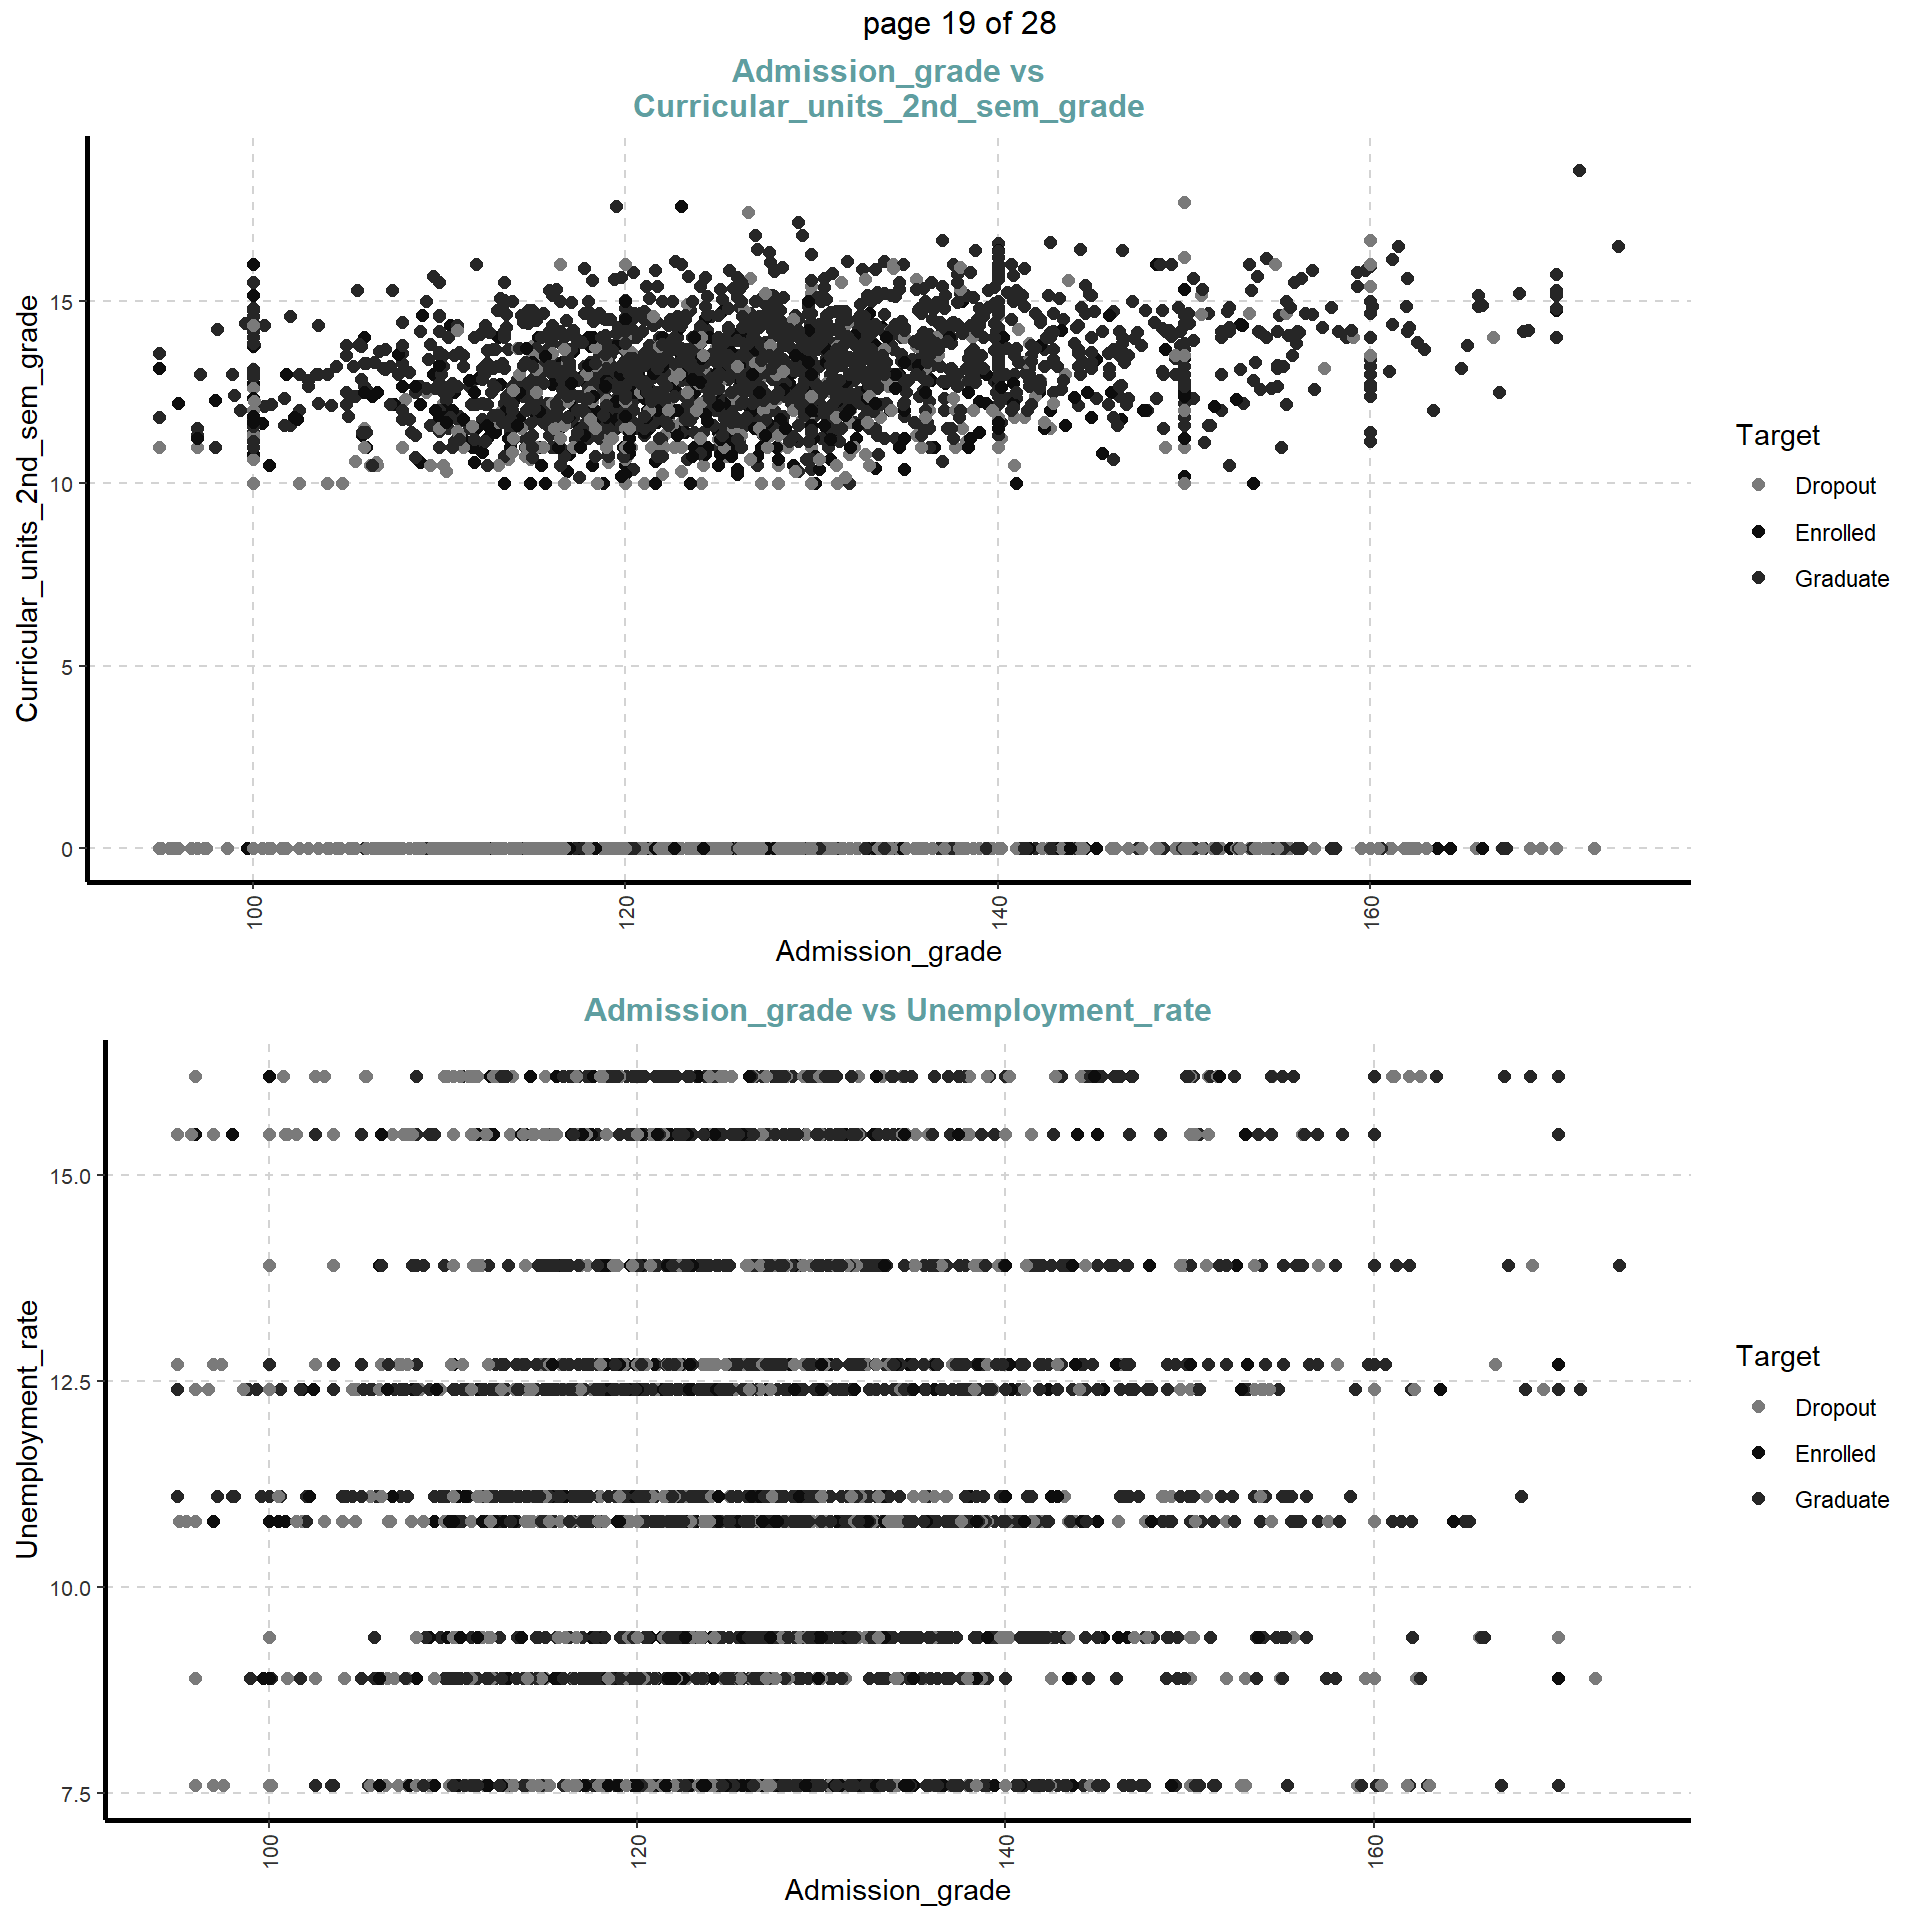 page 19 of 28
Admission_grade vs
Curricular_units_2nd_sem_grade
Curricular_units_2nd_sem_grade
15
10
5
0
100
120
140
160
Admission_grade
Target
Dropout
Enrolled
Graduate
Admission_grade vs Unemployment_rate
Unemployment_rate
15.0
12.5
10.0
7.5
100
120
140
160
Admission_grade
Target
Dropout
Enrolled
Graduate